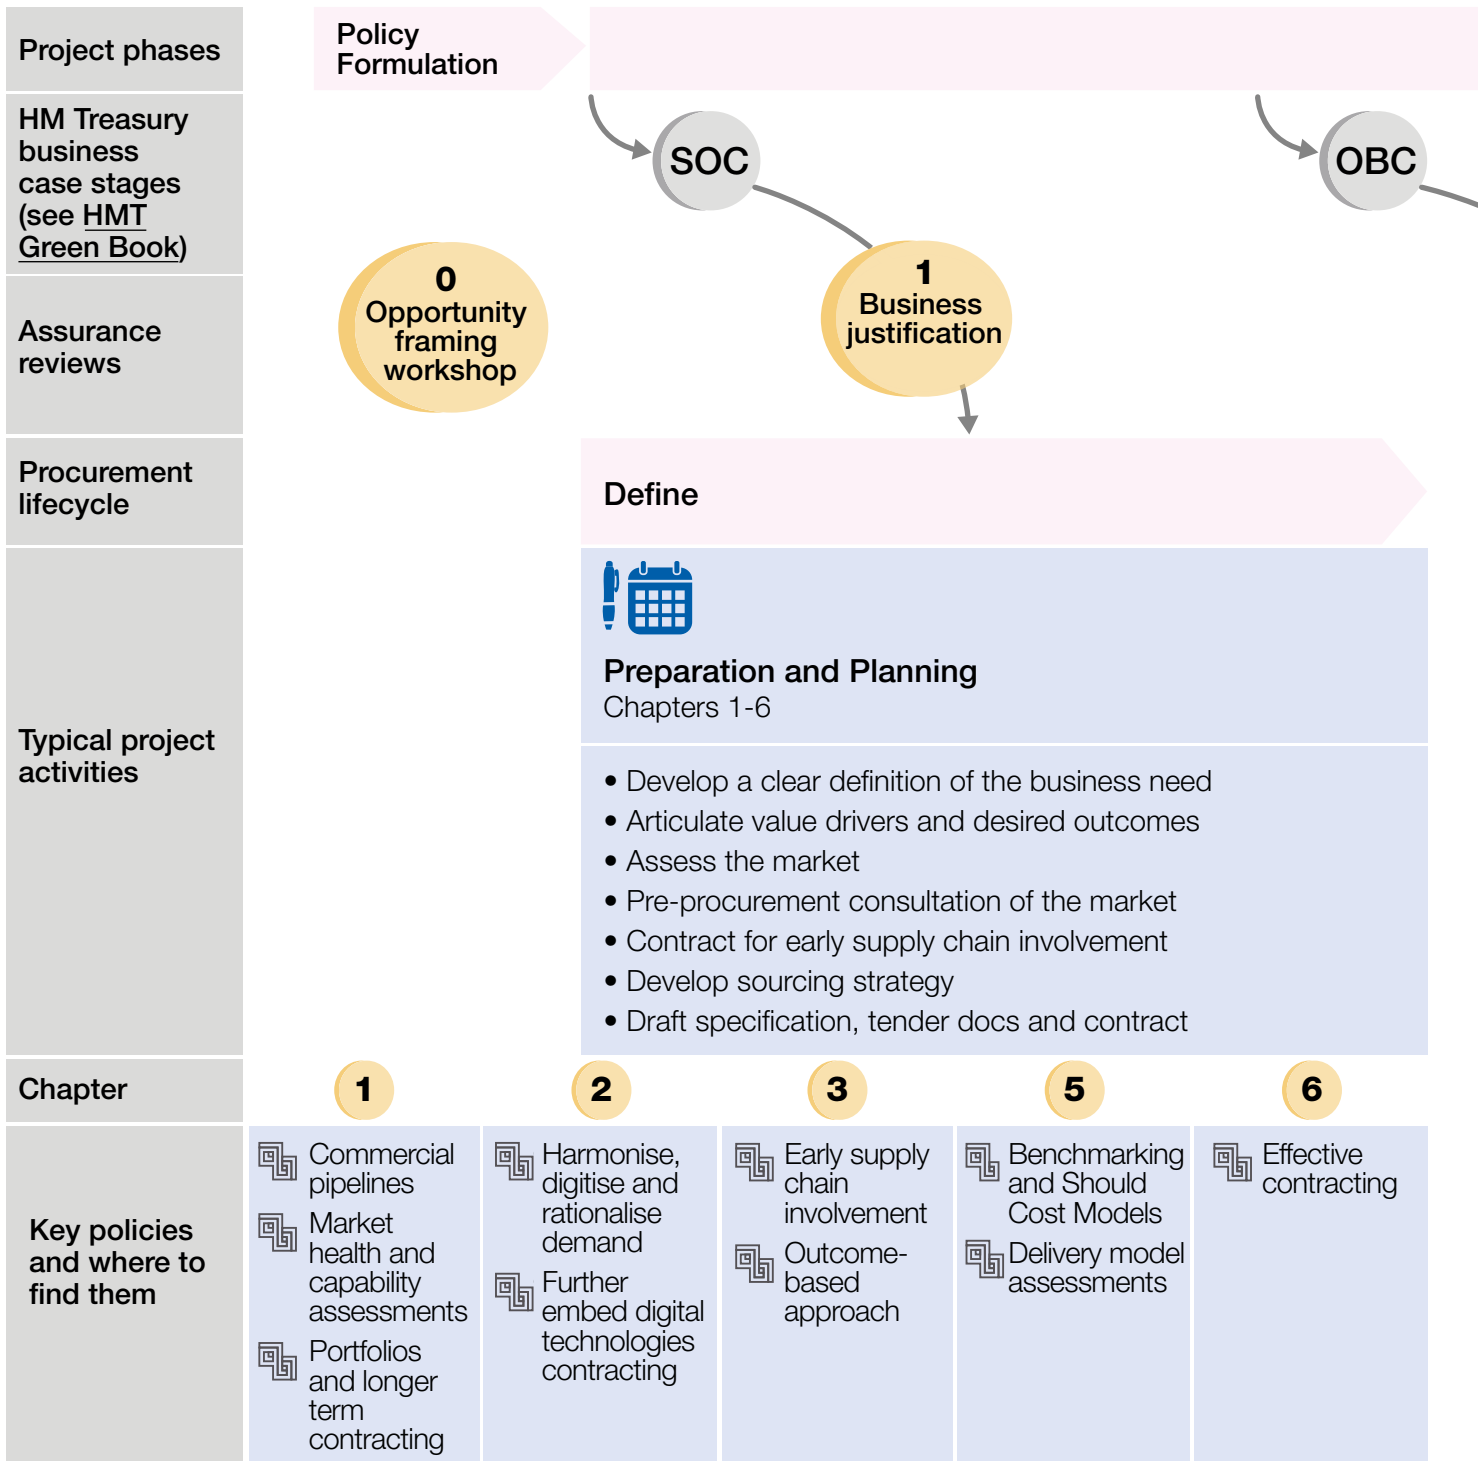 Project phases
Policy
Formulation
HM Treasury
business
case stages
(see HMT
Green Book)
SOC
OBC
Assurance
reviews
0
Opportunity
framing
workshop
1
Business
justification
Procurement
lifecycle
Define
Typical project
activities
Preparation and Planning
Chapters 1-6
• Develop a clear definition of the business need
• Articulate value drivers and desired outcomes
• Assess the market
• Pre-procurement consultation of the market
• Contract for early supply chain involvement
• Develop sourcing strategy
• Draft specification, tender docs and contract
Chapter
1
2
3
5
6
Key policies
and where to
find them
Commercial
pipelines
Market
health and
capability
assessments
Portfolios
and longer
term
contracting
Harmonise,
digitise and
rationalise
demand
Further
embed digital
technologies
contracting
Early supply
chain
involvement
Outcome-
based
approach
Benchmarking
and Should
Cost Models
Delivery model
assessments
Effective
contracting